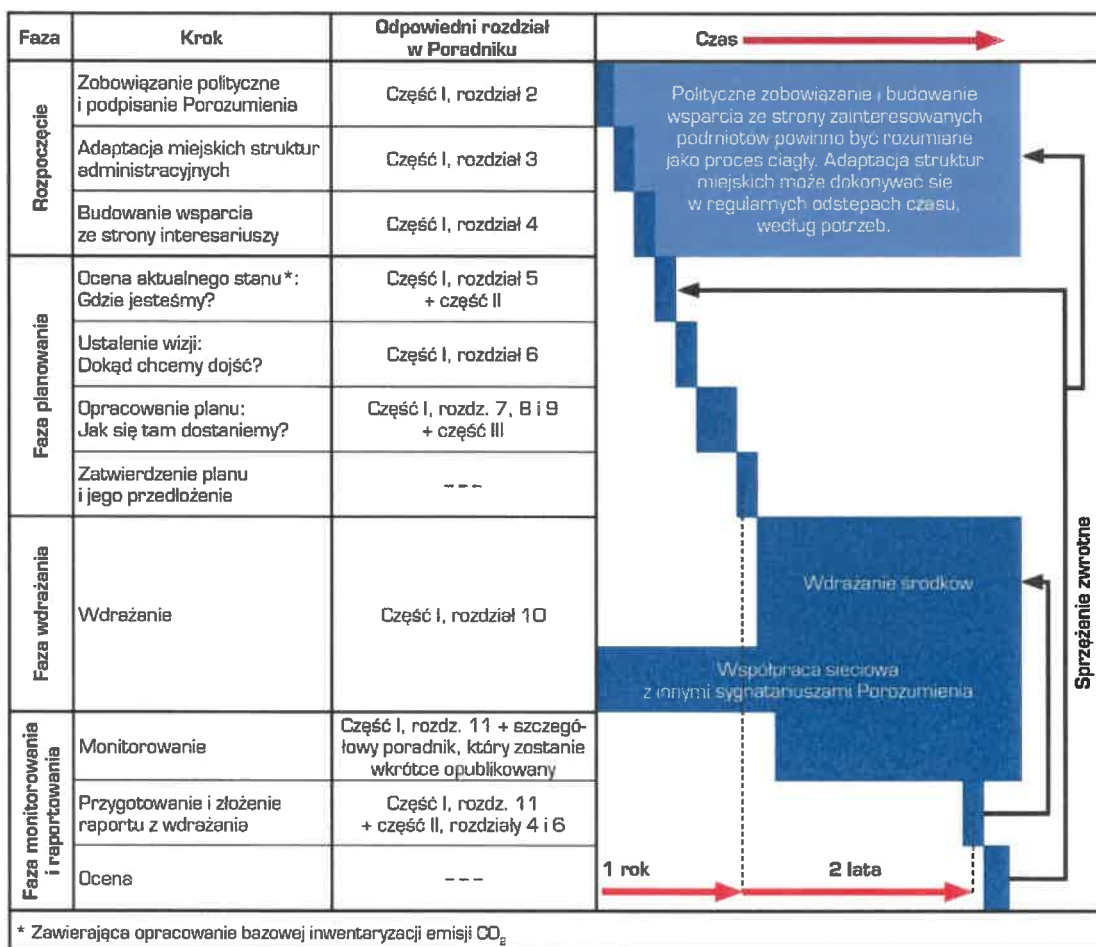 Faza
Krok
Odpowiedni rozdział
w Poradniku
Czas
Rozpoczęcie
Zobowiązanie polityczne
i podpisanie Porozumienia
Część I, rozdział 2
Adaptacja miejskich struktur
administracyjnych
Część I, rozdział 3
Budowanie wsparcia
ze strony interesariuszy
Część I, rozdział 4
Polityczne zobowiązanie i budowanie
wsparcia ze strony zainteresowanych
podmiotów powinno być rozumiane
jako proces ciągły. Adaptacja struktur
miejskich może dokonywać się
w regularnych odstępach czasu,
według potrzeb.
Faza planowania
Ocena aktualnego stanu*:
Gdzie jesteśmy?
Część I, rozdział 5
+ część II
Ustalenie wizji:
Dokąd chcemy dojść?
Część I, rozdział 6
Opracowanie planu:
Jak się tam dostaniemy?
Część I, rozdz. 7, 8 i 9
+ część III
Zatwierdzenie planu
i jego przedłożenie
---
Faza wdrażania
Wdrażanie
Część I, rozdział 10
Wdrażanie środków
Współpraca sieciowa
z innymi sygnatariuszami Porozumienia
Sprzężenie zwrotne
Faza monitorowania
i raportowania
Monitorowanie
Część I, rozdz. 11 + szczegó-
łowy poradnik, który zostanie
wkrótce opublikowany
Przygotowanie i złożenie
raportu z wdrażania
Część I, rozdz. 11
+ część II, rozdziały 4 i 6
Ocena
---
1 rok
2 lata
* Zawierająca opracowanie bazowej inwentaryzacji emisji CO₂